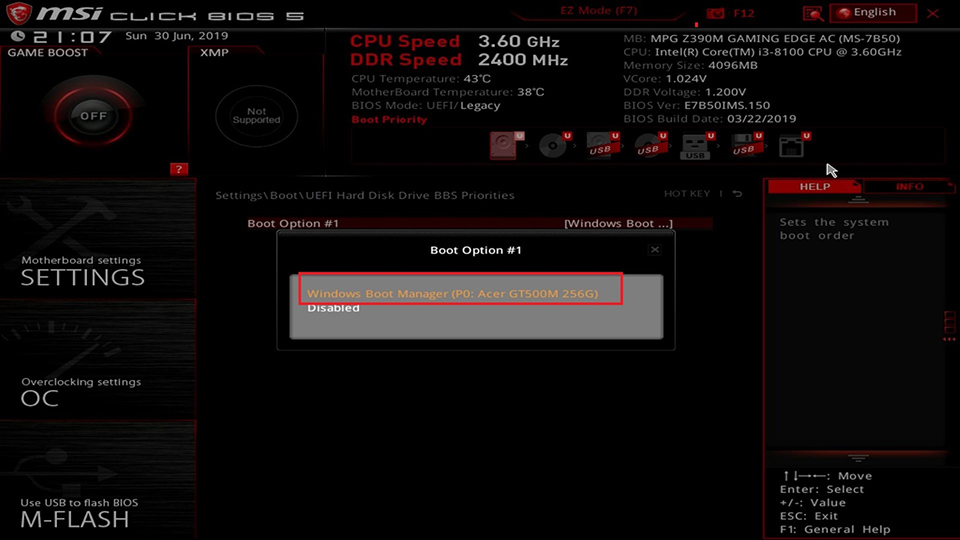 msi CLICK BIOS 5
EZ Mode (F7)
F12
English
21:07 Sun 30 Jun, 2019
GAME BOOST
XMP
OFF
Not
Supported
CPU Speed 3.60 GHz
DDR Speed 2400 MHz
CPU Temperature: 43°C
MotherBoard Temperature: 38°C
BIOS Mode: UEFI/Legacy
Boot Priority
MB: MPG Z390M GAMING EDGE AC (MS-7B50)
CPU: Intel(R) Core(TM) i3-8100 CPU @ 3.60GHz
Memory Size: 4096MB
VCore: 1.024V
DDR Voltage: 1.200V
BIOS Ver: E7B50IMS.150
BIOS Build Date: 03/22/2019
U
U
USB U
USB U
USB U
USB U
U
?
Motherboard settings
SETTINGS
Overclocking settings
OC
Use USB to flash BIOS
M-FLASH
Settings\Boot\UEFI Hard Disk Drive BBS Priorities
HOT KEY |
Boot Option #1 [Windows Boot ...]
Boot Option #1
Windows Boot Manager (P0: Acer GT500M 256G)
Disabled
HELP
INFO
Sets the system
boot order
↑↓→←: Move
Enter: Select
+/-: Value
ESC: Exit
F1: General Help